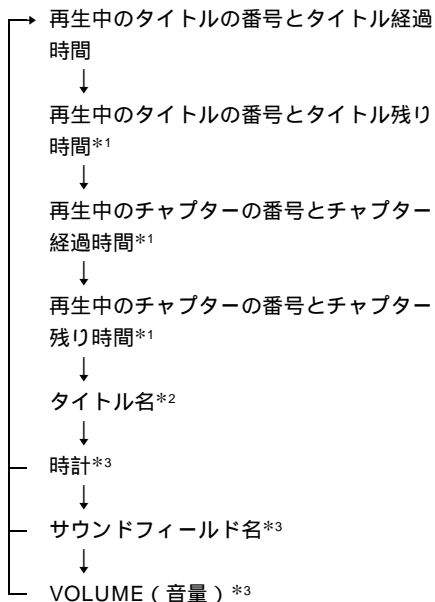 再生中のタイトルの番号とタイトル経過
時間
再生中のタイトルの番号とタイトル残り
時間*1
再生中のチャプターの番号とチャプター
経過時間*1
再生中のチャプターの番号とチャプター
残り時間*1
タイトル名*2
時計*3
サウンドフィールド名*3
VOLUME(音量)*3